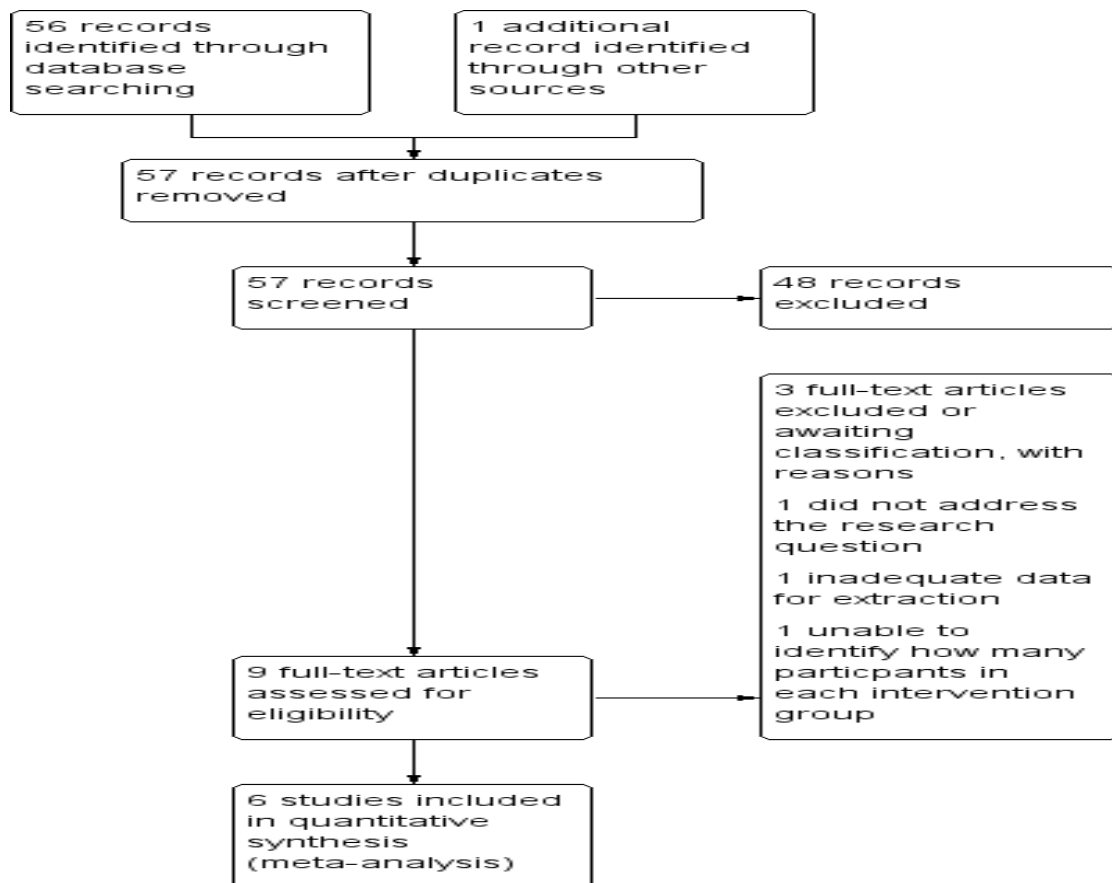 56 records
identified through
database
searching
1 additional
record identified
through other
sources
57 records after duplicates
removed
57 records
screened
48 records
excluded
3 full-text articles
excluded or
awaiting
classification, with
reasons
1 did not address
the research
question
1 inadequate data
for extraction
1 unable to
identify how many
particpants in
each intervention
group
9 full-text articles
assessed for
eligibility
6 studies included
in quantitative
synthesis
(meta-analysis)